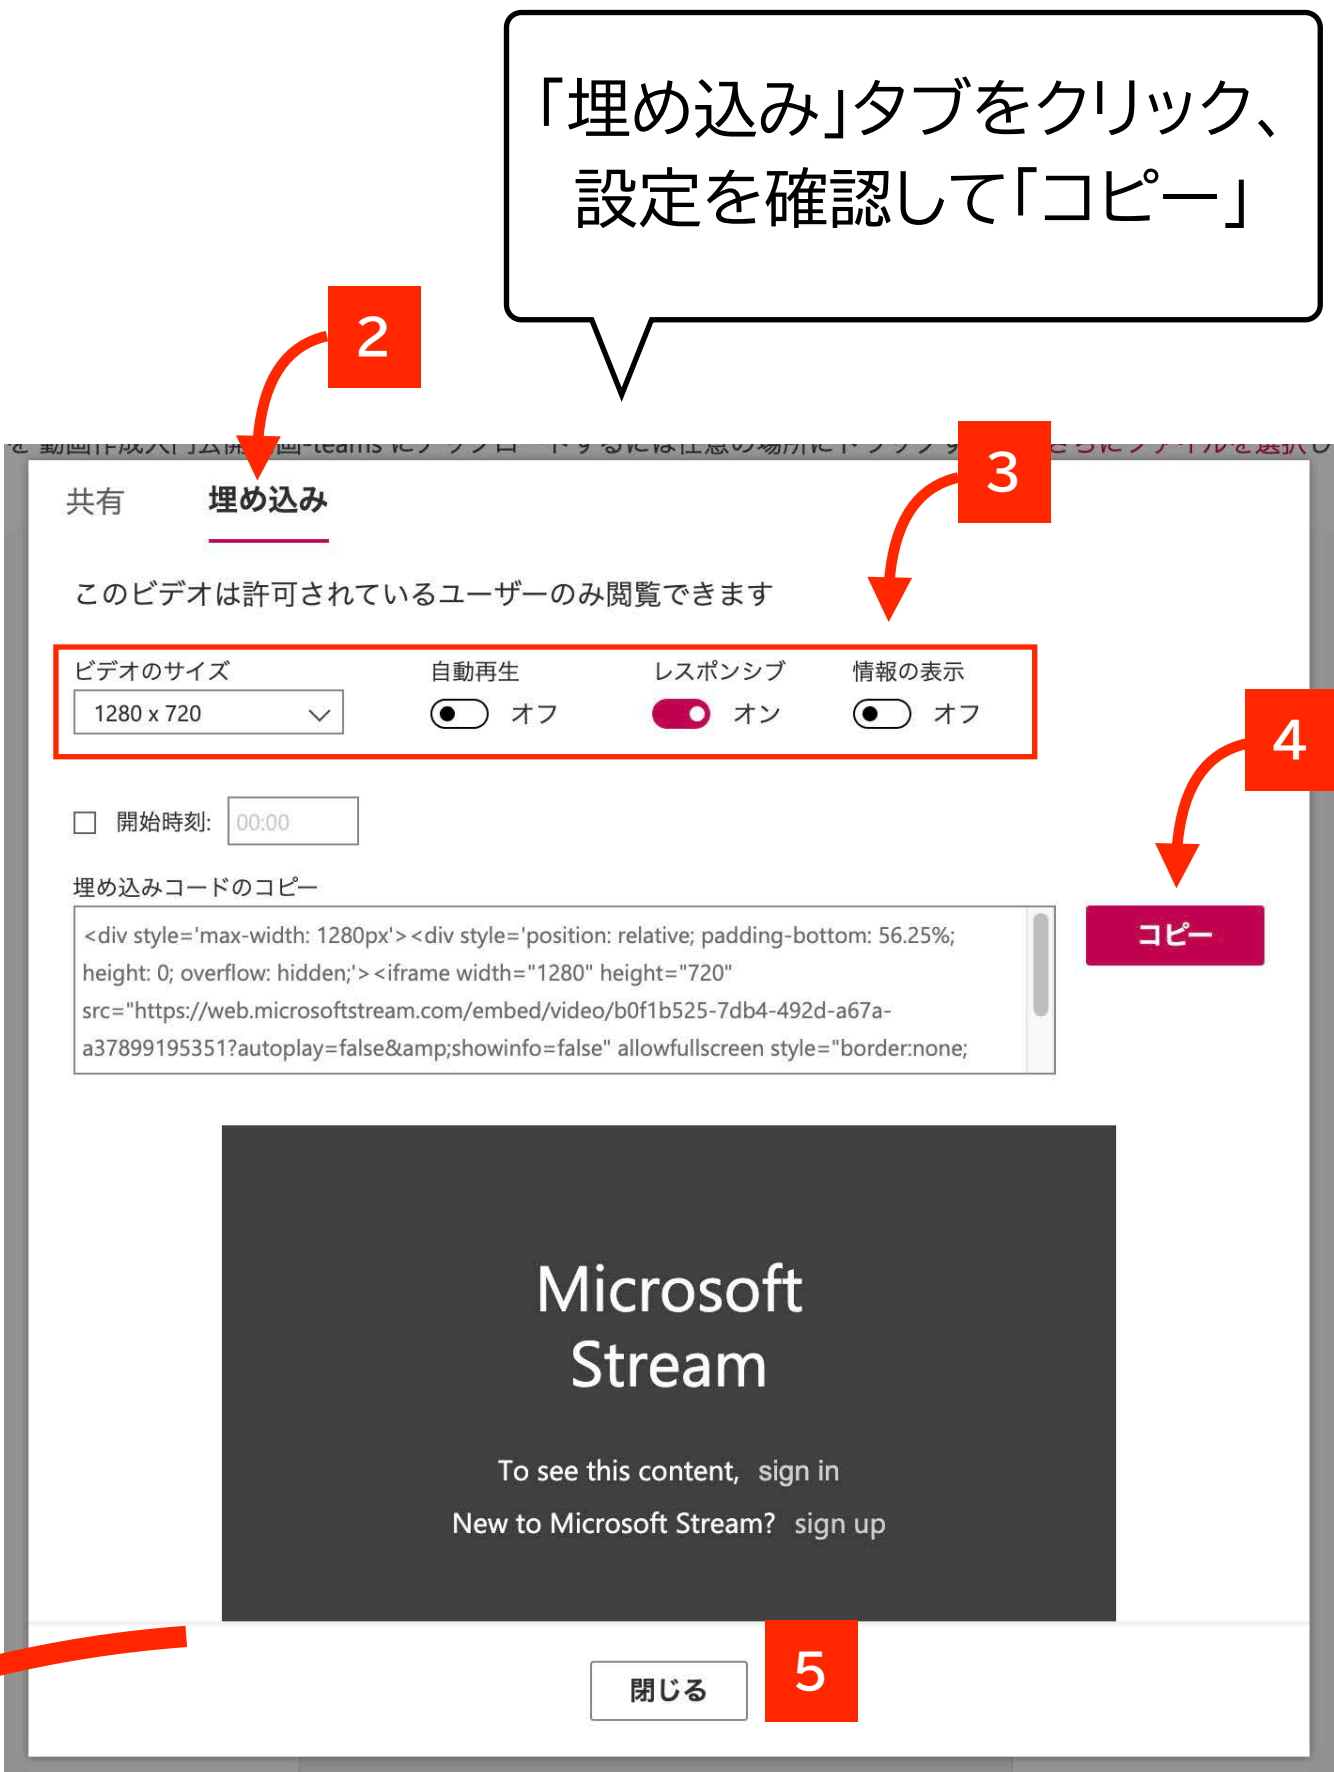 「埋め込み」タブをクリック、
設定を確認して「コピー」
2
3
共有 埋め込み
このビデオは許可されているユーザーのみ閲覧できます
ビデオのサイズ 自動再生 レスポンシブ 情報の表示
1280 x 720 オフ オン オフ
4
開始時刻: 00:00
埋め込みコードのコピー
<div style='max-width: 1280px'><div style='position: relative; padding-bottom: 56.25%;
height: 0; overflow: hidden;'><iframe width="1280" height="720"
src="https://web.microsoftstream.com/embed/video/b0f1b525-7db4-492d-a67a-
a37899195351?autoplay=false&amp;showinfo=false" allowfullscreen style="border:none;
コピー
Microsoft
Stream
To see this content, sign in
New to Microsoft Stream? sign up
閉じる
5